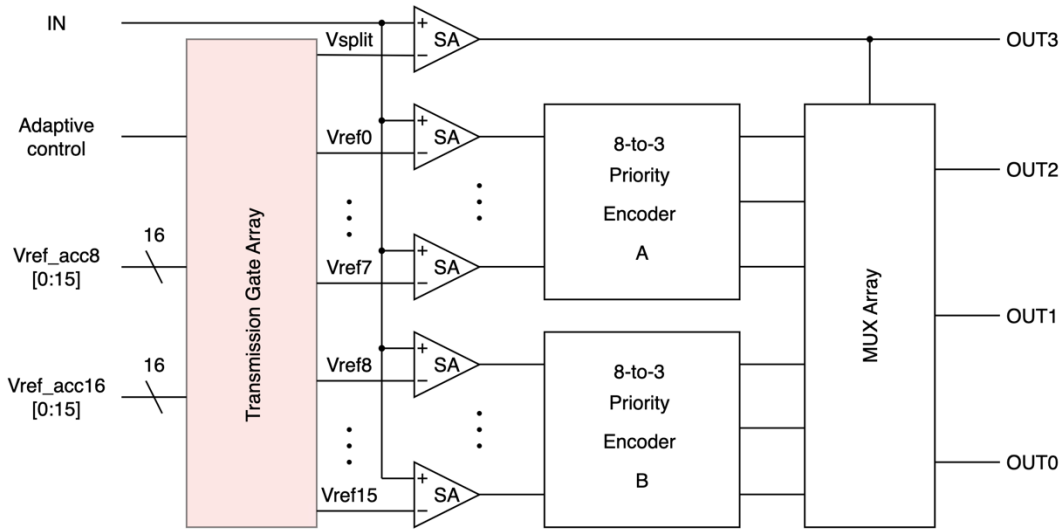 IN
Adaptive
control
16
Vref_acc8
[0:15]
16
Vref_acc16
[0:15]
Transmission Gate Array
Vsplit
Vref0
Vref7
Vref8
Vref15
+
SA
−
+
SA
−
+
SA
−
+
SA
−
+
SA
−
8-to-3
Priority
Encoder
A
8-to-3
Priority
Encoder
B
MUX Array
OUT3
OUT2
OUT1
OUT0